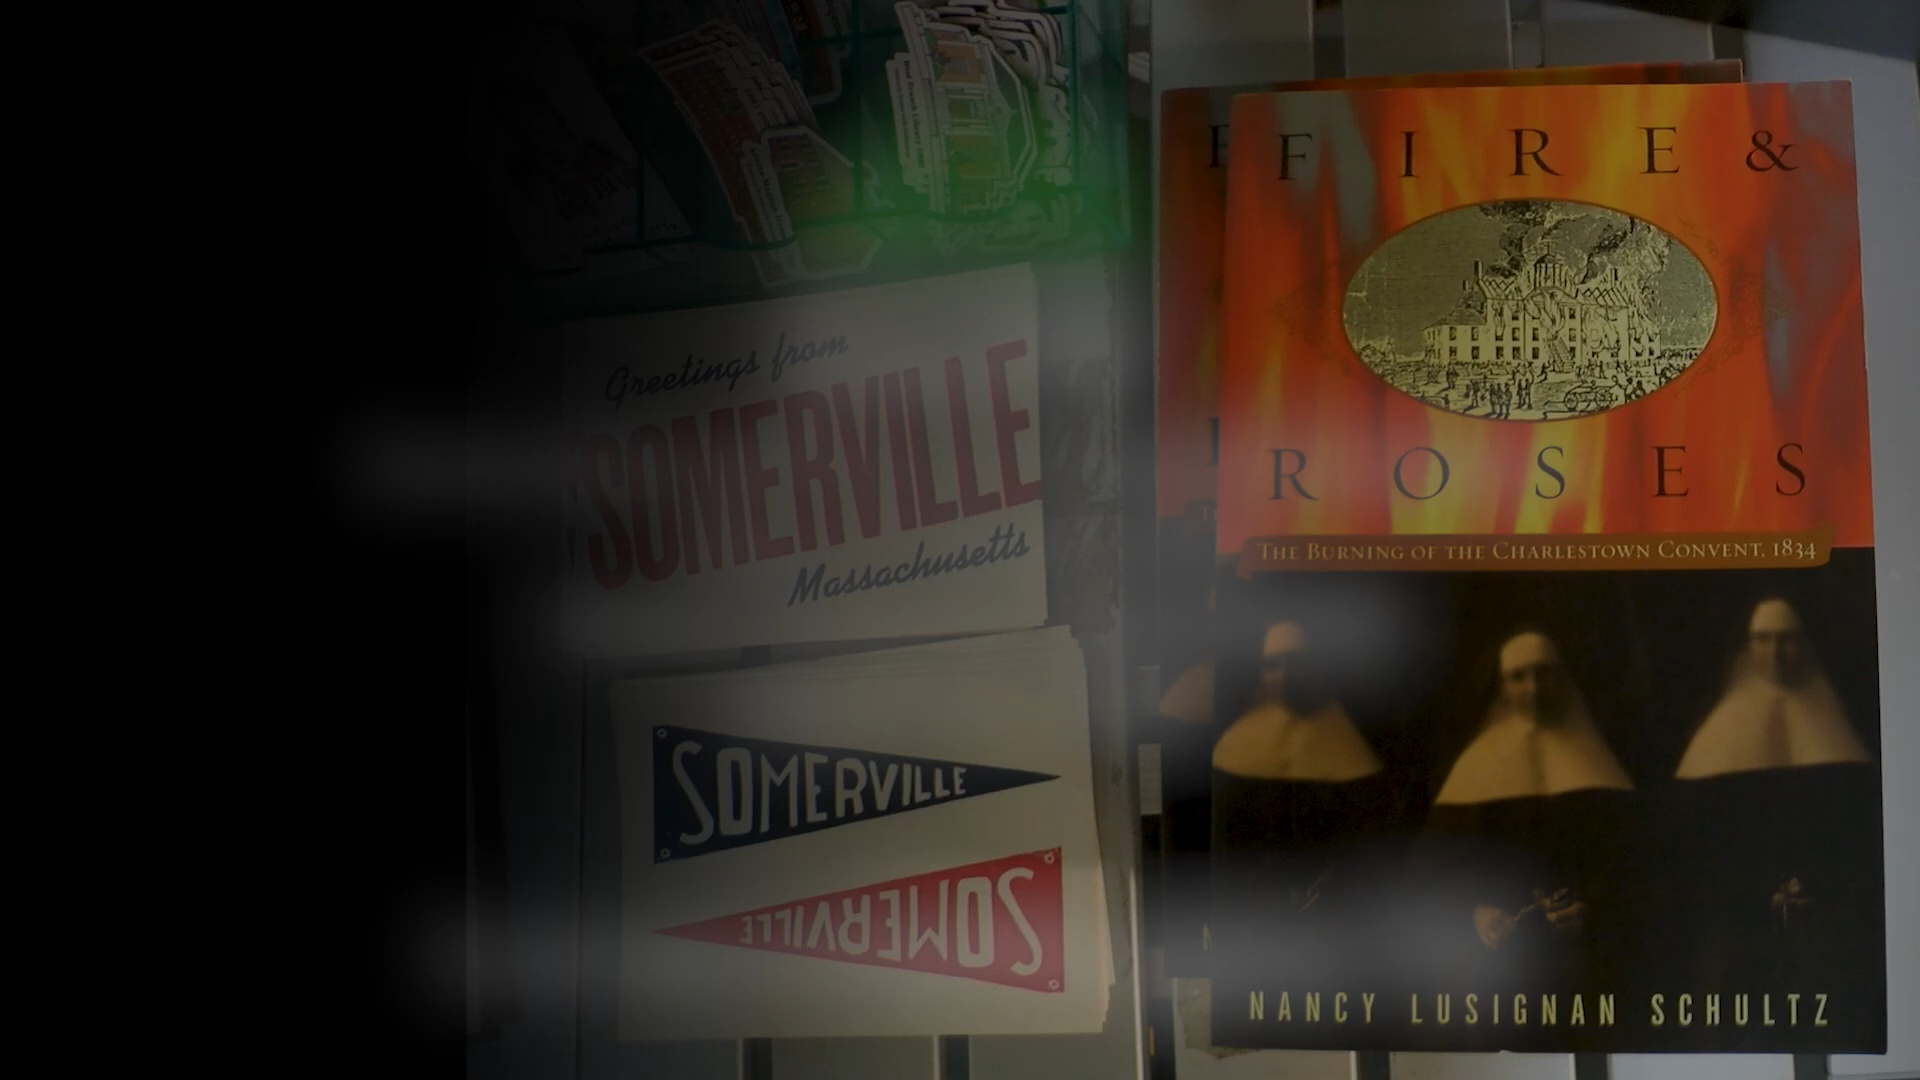 Greetings from
SOMERVILLE
Massachusetts
SOMERVILLE
SOMERVILLE
FIRE &
ROSES
THE BURNING OF THE CHARLESTOWN CONVENT, 1834
NANCY LUSIGNAN SCHULTZ